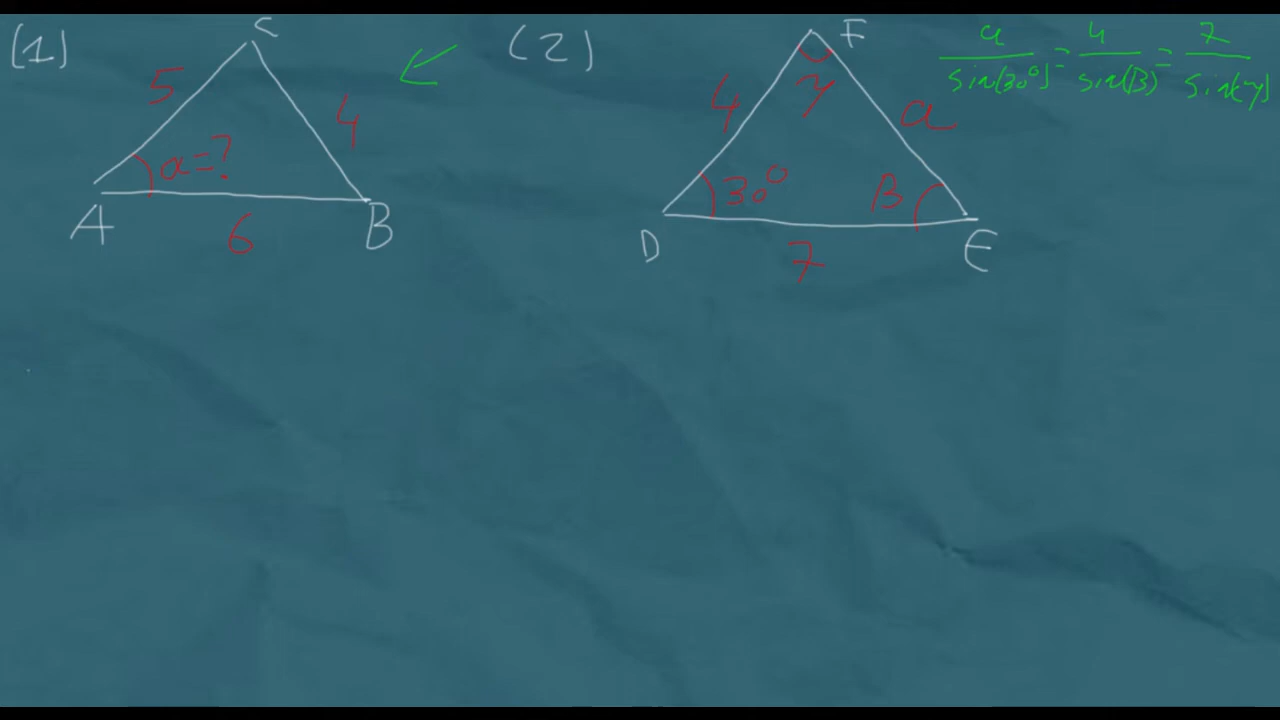 (1)
C
5
4
α=?
A
6
B
(2)
F
4
γ
a
30°
β
D
7
E
a/sin(30°) = 4/sin(β) = 7/sin(γ)